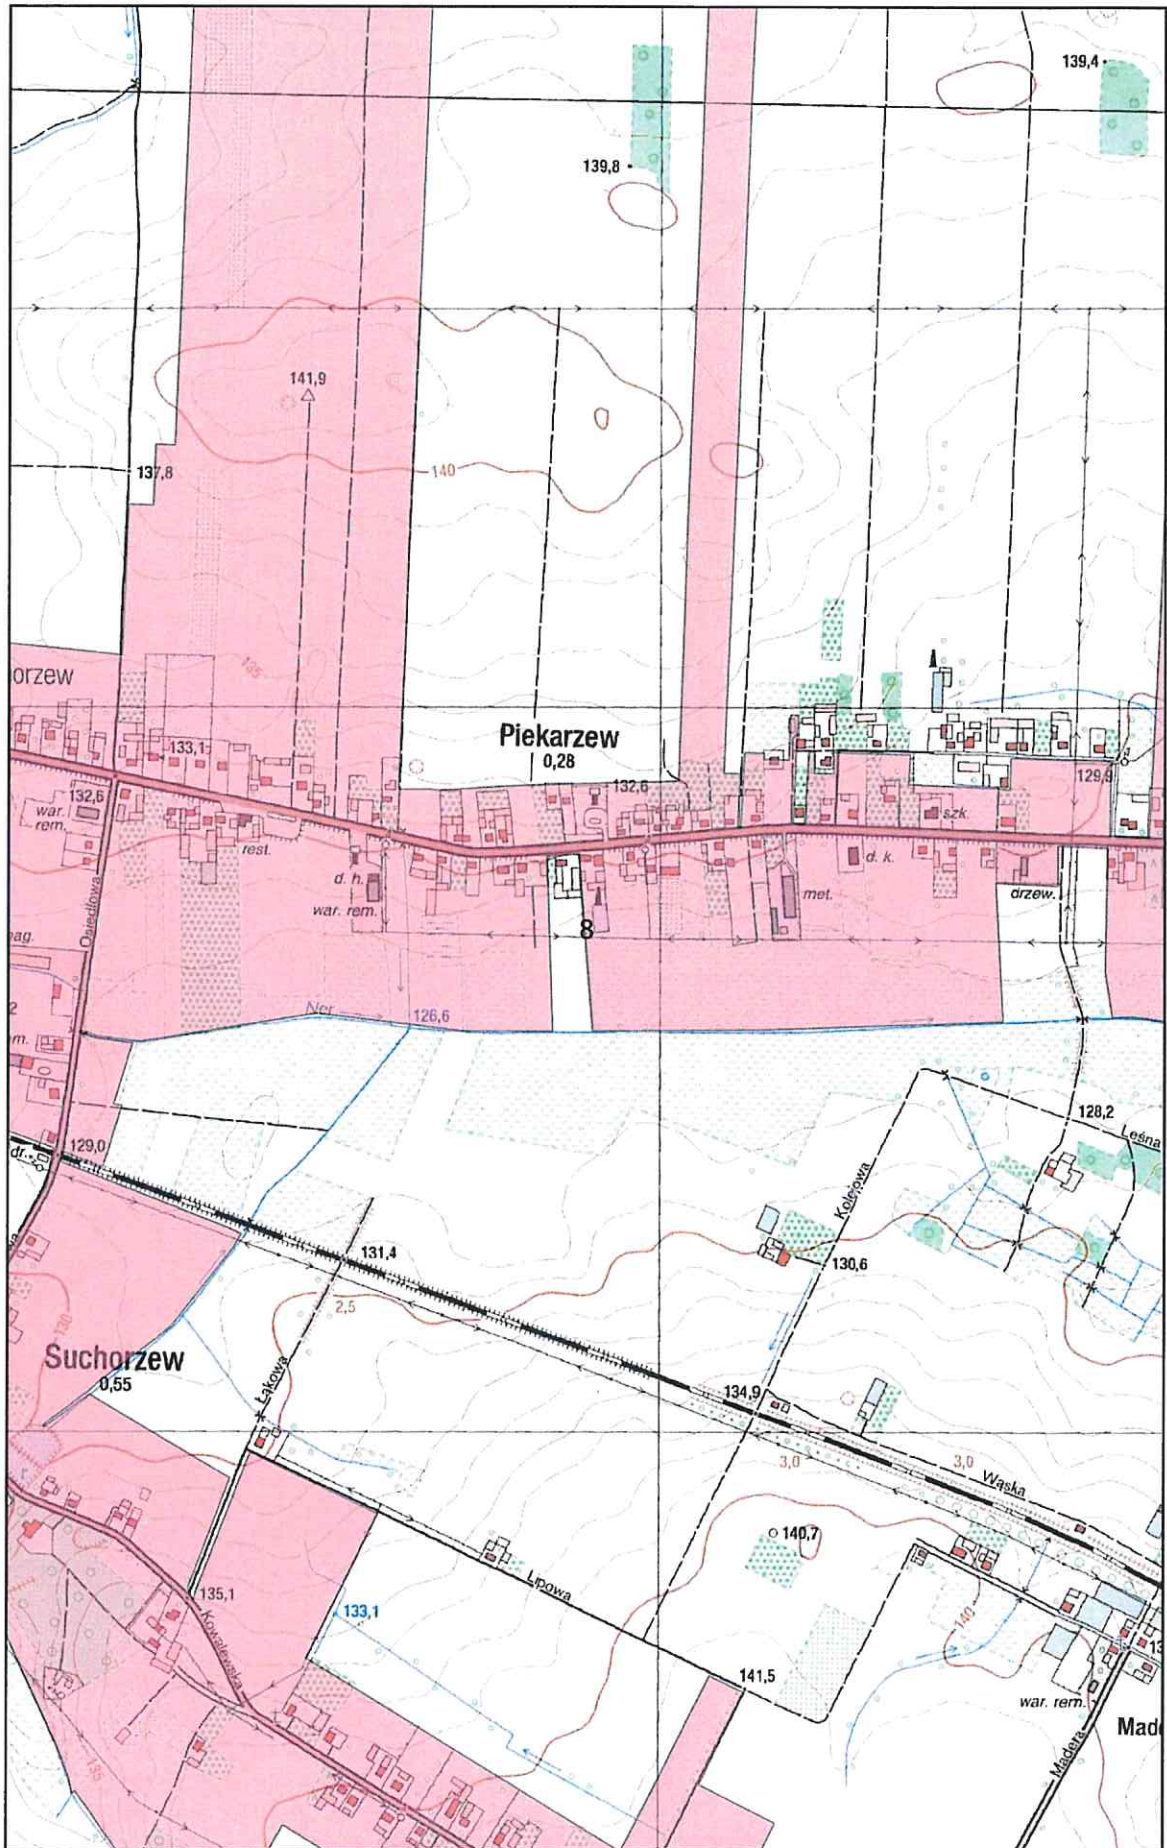 139,4
139,8
141,9
140
137,8
orzew
135
Piekarzew
0,28
133,1
132,6
132,6
129,9
war.
rem.
rest.
szk.
d. k.
d. h.
war. rem.
met.
drzew.
Osiedlowa
8
Ner
126,6
128,2
Leśna
129,0
dr.
Kolejowa
131,4
130,6
2,5
130
Suchorzew
0,55
Łąkowa
134,9
3,0
3,0
Wąska
140,7
Lipowa
135,1
133,1
140
Kowalewska
141,5
war. rem.
Made
Madera
135